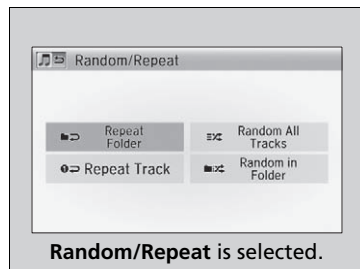 Random/Repeat
Repeat
Folder
Random All
Tracks
Repeat Track
Random in
Folder
Random/Repeat is selected.